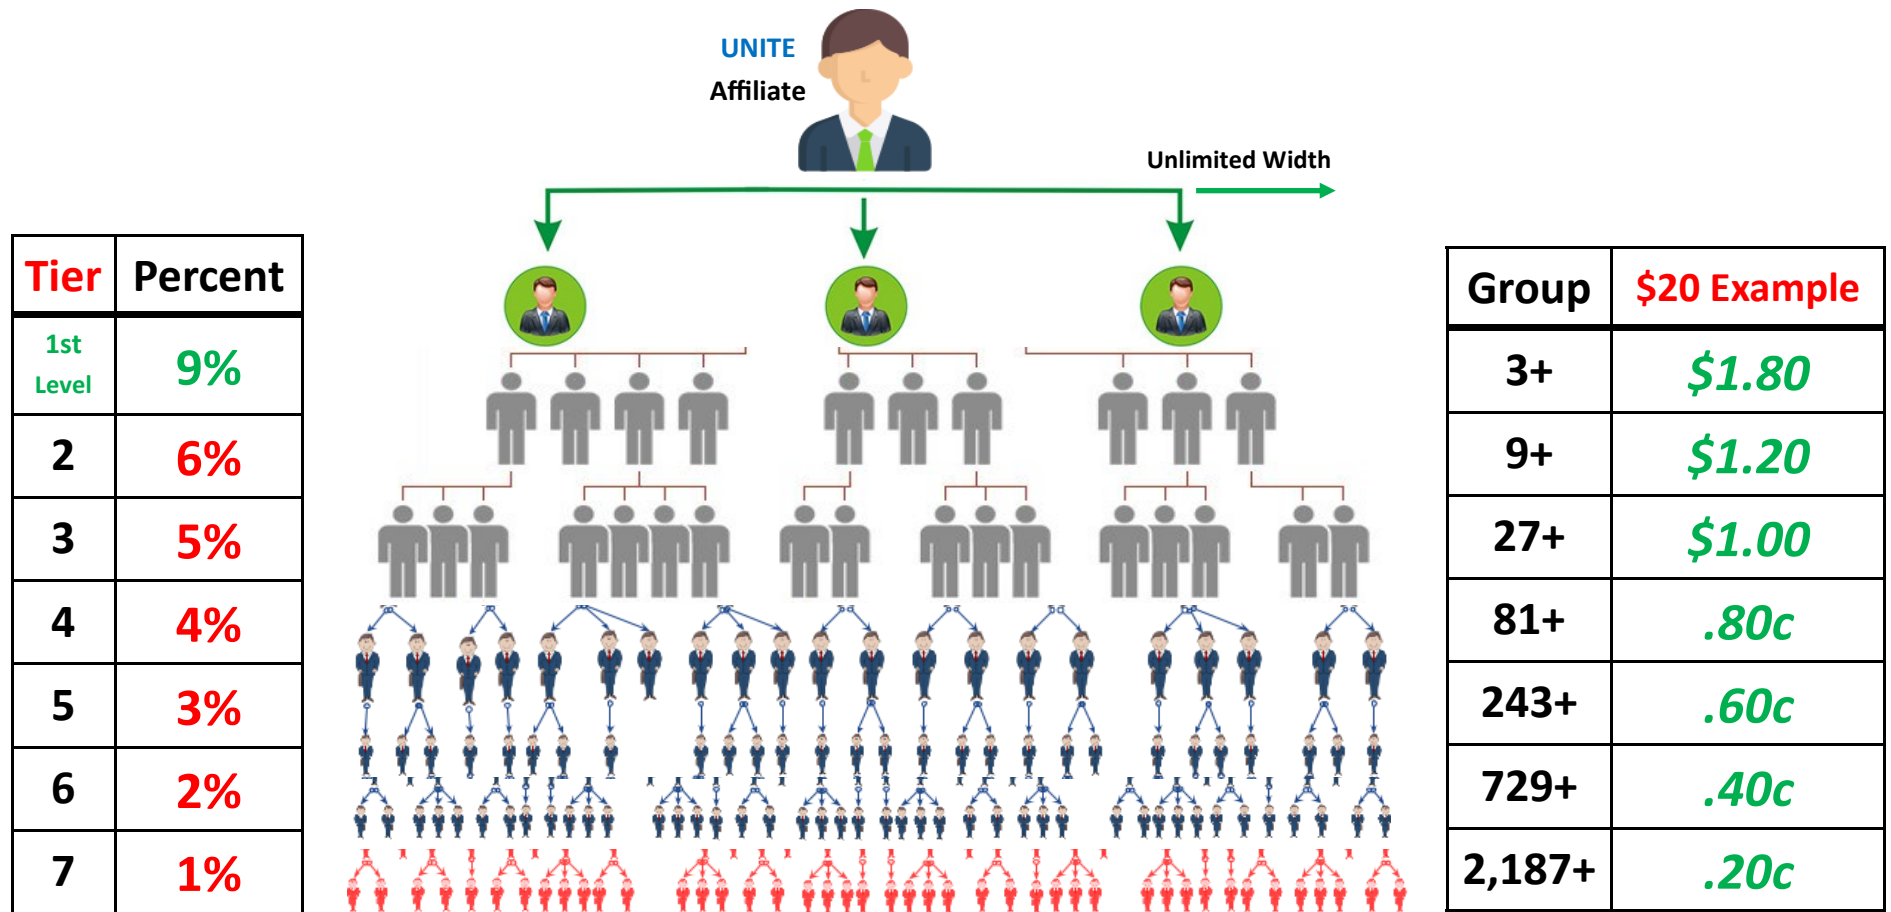 UNITE
Affiliate
Unlimited Width
Tier Percent
1st
Level
9%
2 6%
3 5%
4 4%
5 3%
6 2%
7 1%
Group $20 Example
3+ $1.80
9+ $1.20
27+ $1.00
81+ .80c
243+ .60c
729+ .40c
2,187+ .20c